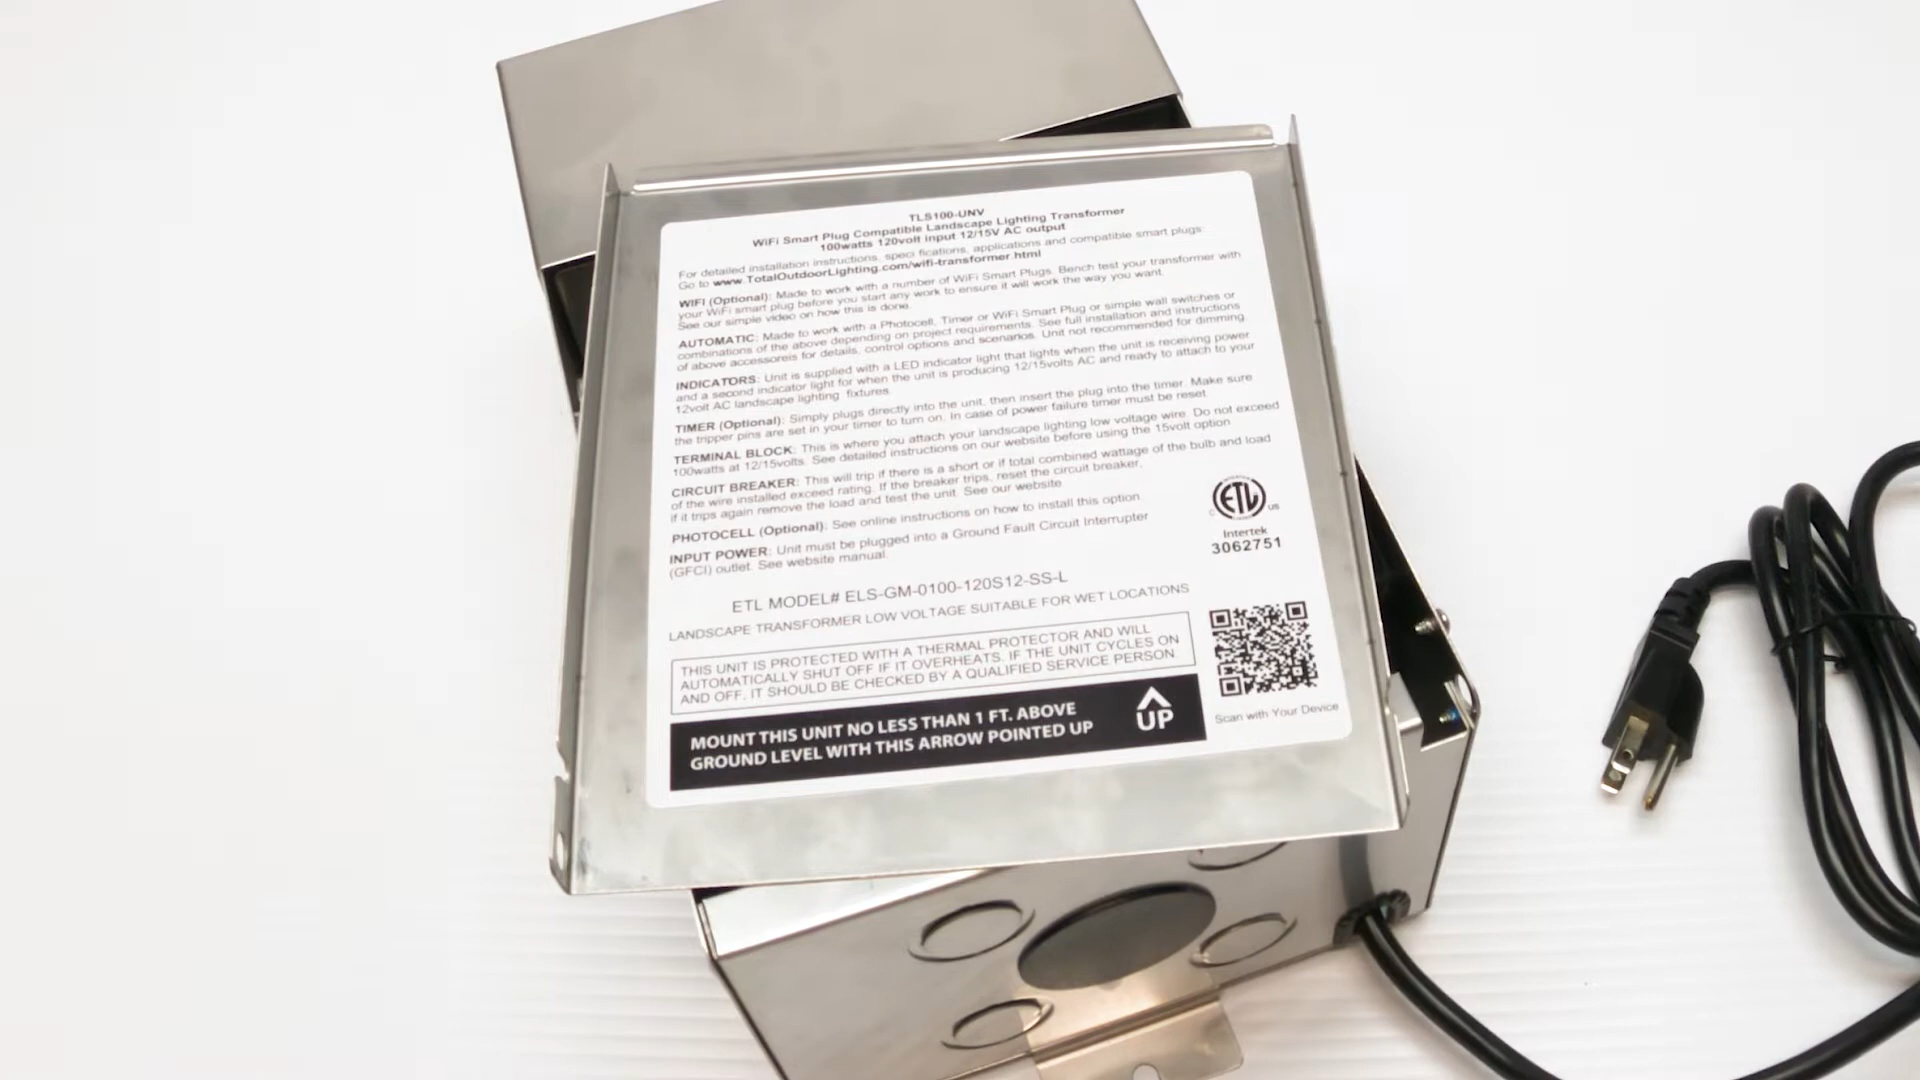 TLS100-UNV
WiFi Smart Plug Compatible Landscape Lighting Transformer
100watts 120volt input 12/15V AC output
For detailed installation instructions, speci fications, applications and compatible smart plugs
Go to www.TotalOutdoorLighting.com/wifi-transformer.html
WIFI (Optional): Made to work with a number of WiFi Smart Plugs. Bench test your transformer with
your WiFi smart plug before you start any work to ensure it will work the way you want.
See our simple video on how this is done.
AUTOMATIC: Made to work with a Photocell, Timer or WiFi Smart Plug or simple wall switches or
combinations of the above depending on project requirements. See full installation and instructions
of above accessoreis for details, control options and scenarios. Unit not recommended for dimming
INDICATORS: Unit is supplied with a LED indicator light that lights when the unit is receiving power
and a second indicator light for when the unit is producing 12/15volts AC and ready to attach to your
12volt AC landscape lighting fixtures.
TIMER (Optional): Simply plugs directly into the unit, then insert the plug into the timer. Make sure
the tripper pins are set in your timer to turn on. In case of power failure timer must be reset
TERMINAL BLOCK: This is where you attach your landscape lighting low voltage wire. Do not exceed
100watts at 12/15volts. See detailed instructions on our website before using the 15volt option
CIRCUIT BREAKER: This will trip if there is a short or if total combined wattage of the bulb and load
of the wire installed exceed rating. If the breaker trips, reset the circuit breaker,
if it trips again remove the load and test the unit. See our website
PHOTOCELL (Optional): See online instructions on how to install this option
INPUT POWER: Unit must be plugged into a Ground Fault Circuit Interrupter
(GFCI) outlet. See website manual.
ETL
C US
Intertek
3062751
ETL MODEL# ELS-GM-0100-120S12-SS-L
LANDSCAPE TRANSFORMER LOW VOLTAGE SUITABLE FOR WET LOCATIONS
THIS UNIT IS PROTECTED WITH A THERMAL PROTECTOR AND WILL
AUTOMATICALLY SHUT OFF IF IT OVERHEATS. IF THE UNIT CYCLES ON
AND OFF, IT SHOULD BE CHECKED BY A QUALIFIED SERVICE PERSON.
MOUNT THIS UNIT NO LESS THAN 1 FT. ABOVE
GROUND LEVEL WITH THIS ARROW POINTED UP
UP
Scan with Your Device